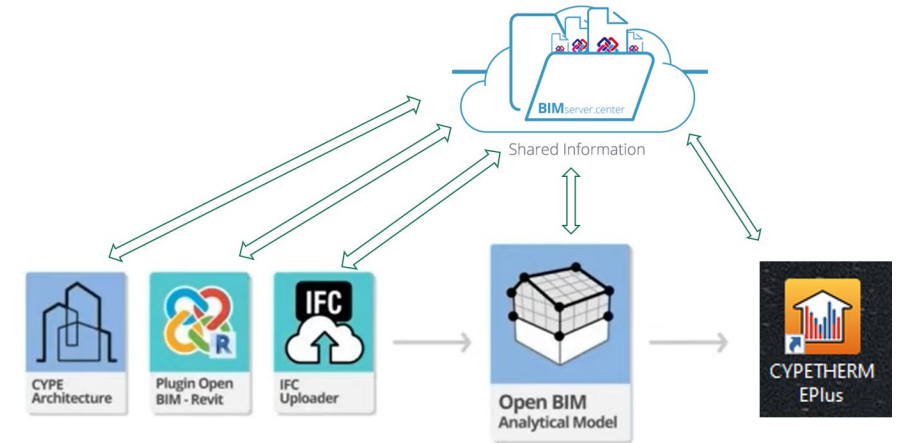 BIMserver.center
Shared Information
IFC
R
CYPE
Architecture
Plugin Open
BIM - Revit
IFC
Uploader
Open BIM
Analytical Model
CYPETHERM
EPlus